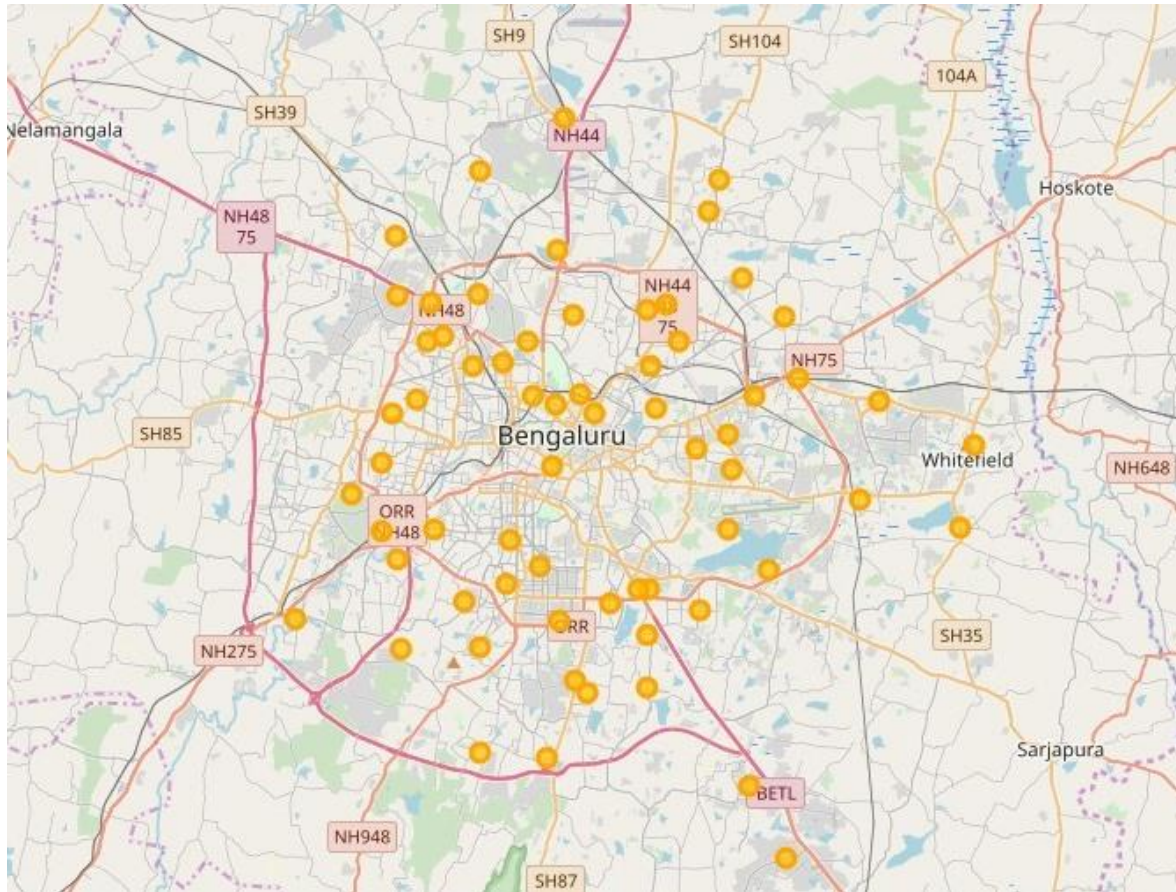 SH9
SH104
104A
SH39
NH44
Nelamangala
Hoskote
NH48
75
NH44
75
NH48
NH75
SH85
Bengaluru
Whitefield
NH648
ORR
NH48
ORR
SH35
NH275
Sarjapura
BETL
NH948
SH87